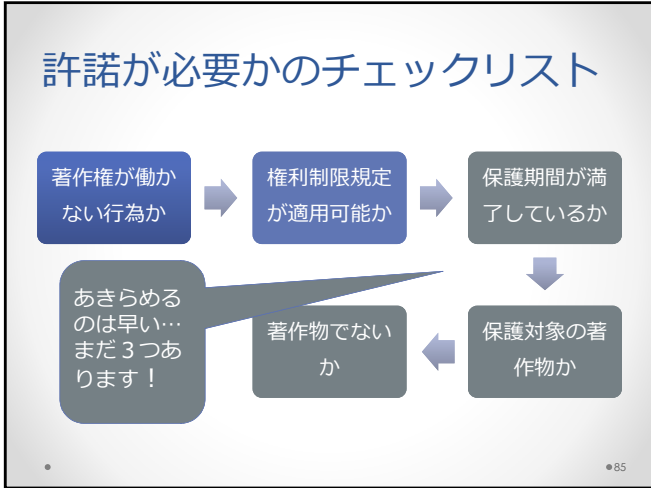 許諾が必要かのチェックリスト
著作権が働か
ない行為か
権利制限規定
が適用可能か
保護期間が満
了しているか
保護対象の著
作物か
著作物でない
か
あきらめる
のは早い…
まだ３つあ
ります！
85